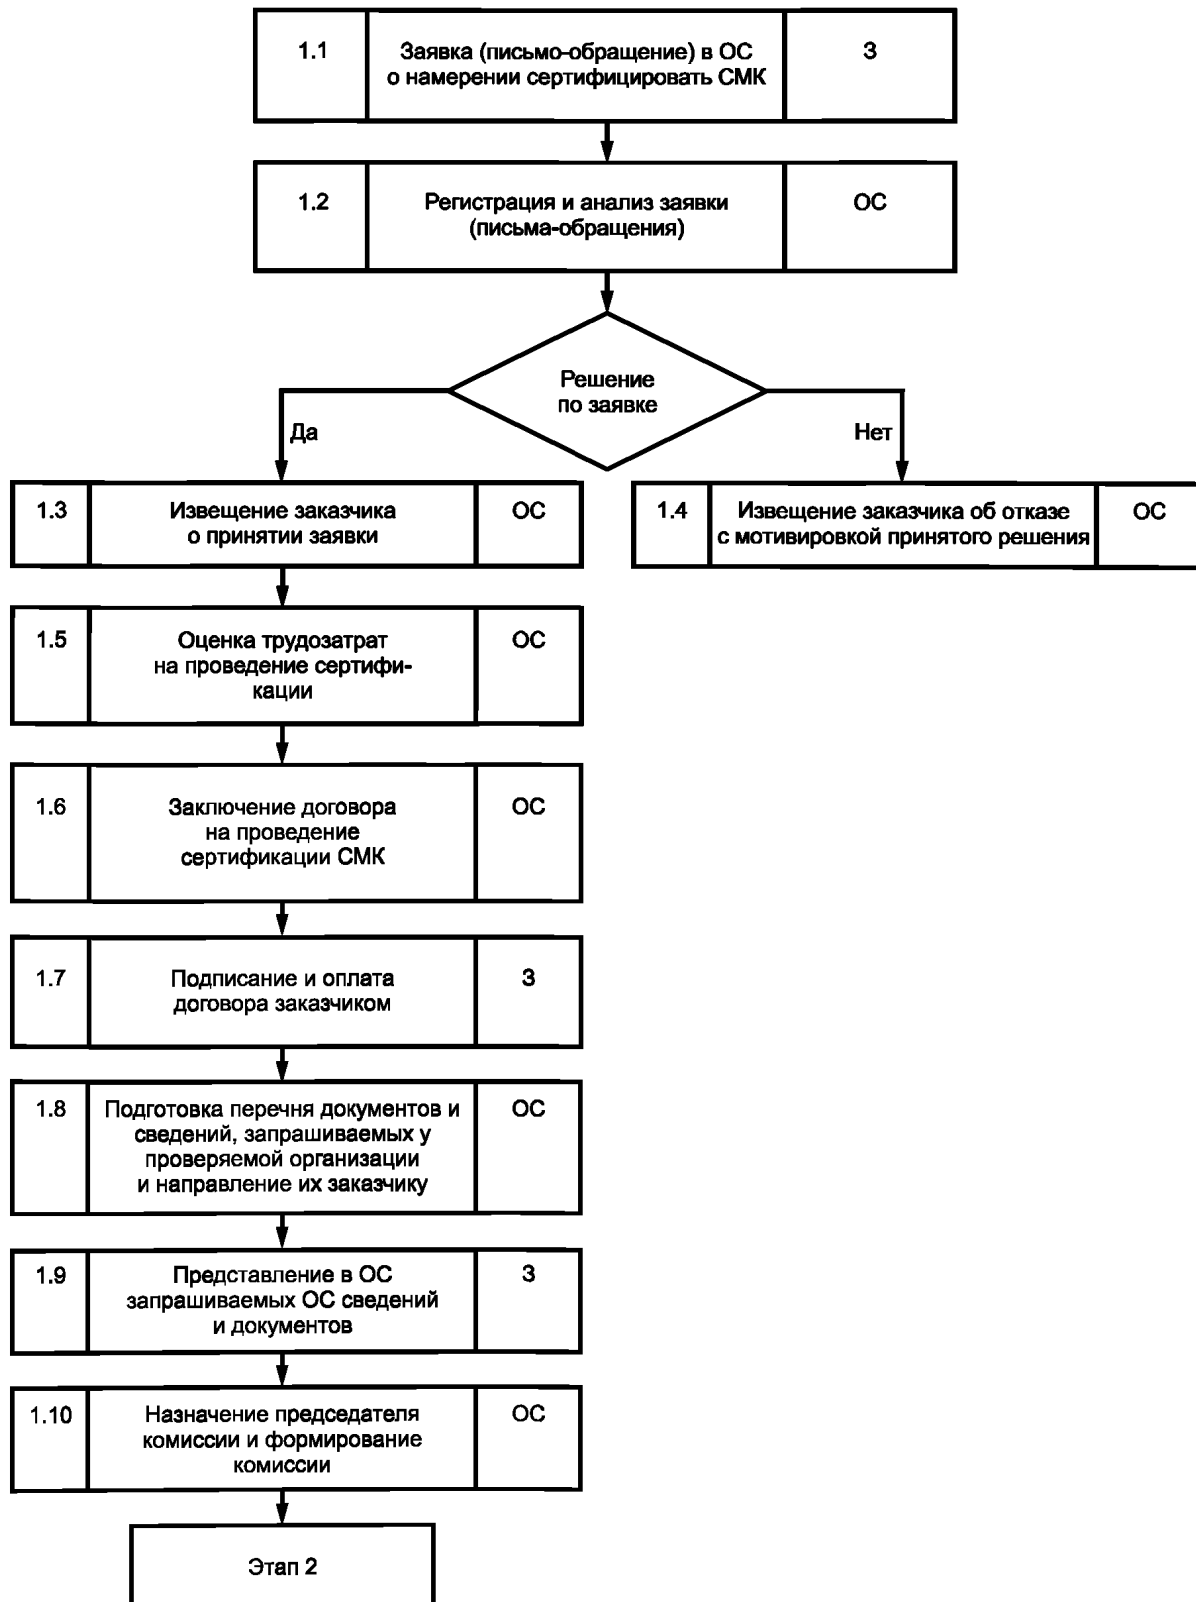 1.1
Заявка (письмо-обращение) в ОС
о намерении сертифицировать СМК
З
1.2
Регистрация и анализ заявки
(письма-обращения)
ОС
Решение
по заявке
Да
Нет
1.3
Извещение заказчика
о принятии заявки
ОС
1.4
Извещение заказчика об отказе
с мотивировкой принятого решения
ОС
1.5
Оценка трудозатрат
на проведение сертифи-
кации
ОС
1.6
Заключение договора
на проведение
сертификации СМК
ОС
1.7
Подписание и оплата
договора заказчиком
З
1.8
Подготовка перечня документов и
сведений, запрашиваемых у
проверяемой организации
и направление их заказчику
ОС
1.9
Представление в ОС
запрашиваемых ОС сведений
и документов
З
1.10
Назначение председателя
комиссии и формирование
комиссии
ОС
Этап 2